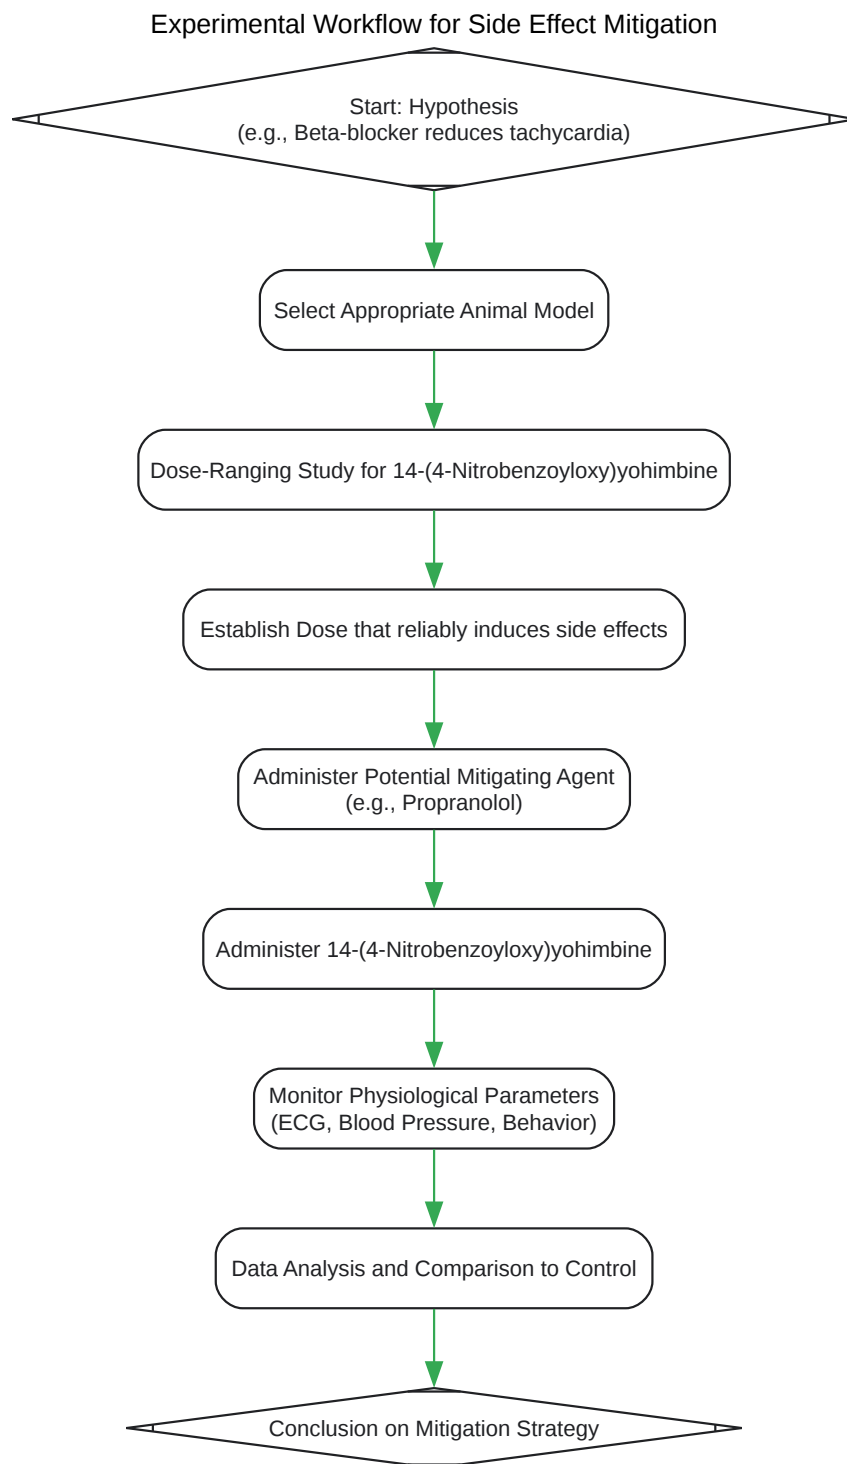 Experimental Workflow for Side Effect Mitigation
Start: Hypothesis
(e.g., Beta-blocker reduces tachycardia)
Select Appropriate Animal Model
Dose-Ranging Study for 14-(4-Nitrobenzoyloxy)yohimbine
Establish Dose that reliably induces side effects
Administer Potential Mitigating Agent
(e.g., Propranolol)
Administer 14-(4-Nitrobenzoyloxy)yohimbine
Monitor Physiological Parameters
(ECG, Blood Pressure, Behavior)
Data Analysis and Comparison to Control
Conclusion on Mitigation Strategy